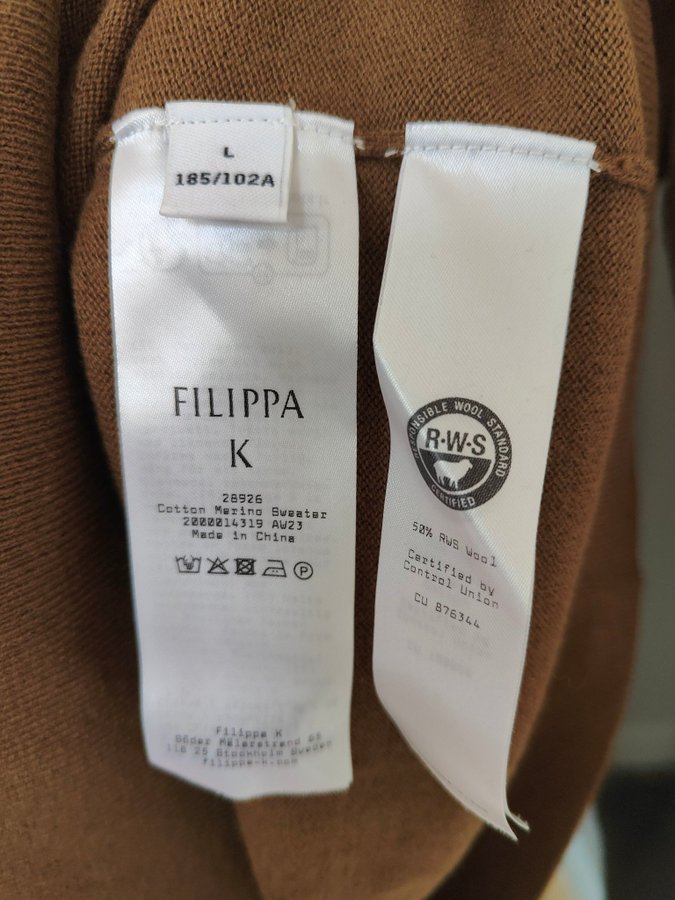 L
185/102A
FILIPPA
K
28926
Cotton Merino Sweater
2000014319 AW23
Made in China
P
Filippa K
Söder Mälarstrand 65
118 25 Stockholm Sweden
filippa-k.com
RESPONSIBLE WOOL STANDARD
R·W·S
CERTIFIED
50% RWS Wool
Certified by
Control Union
CU 876344